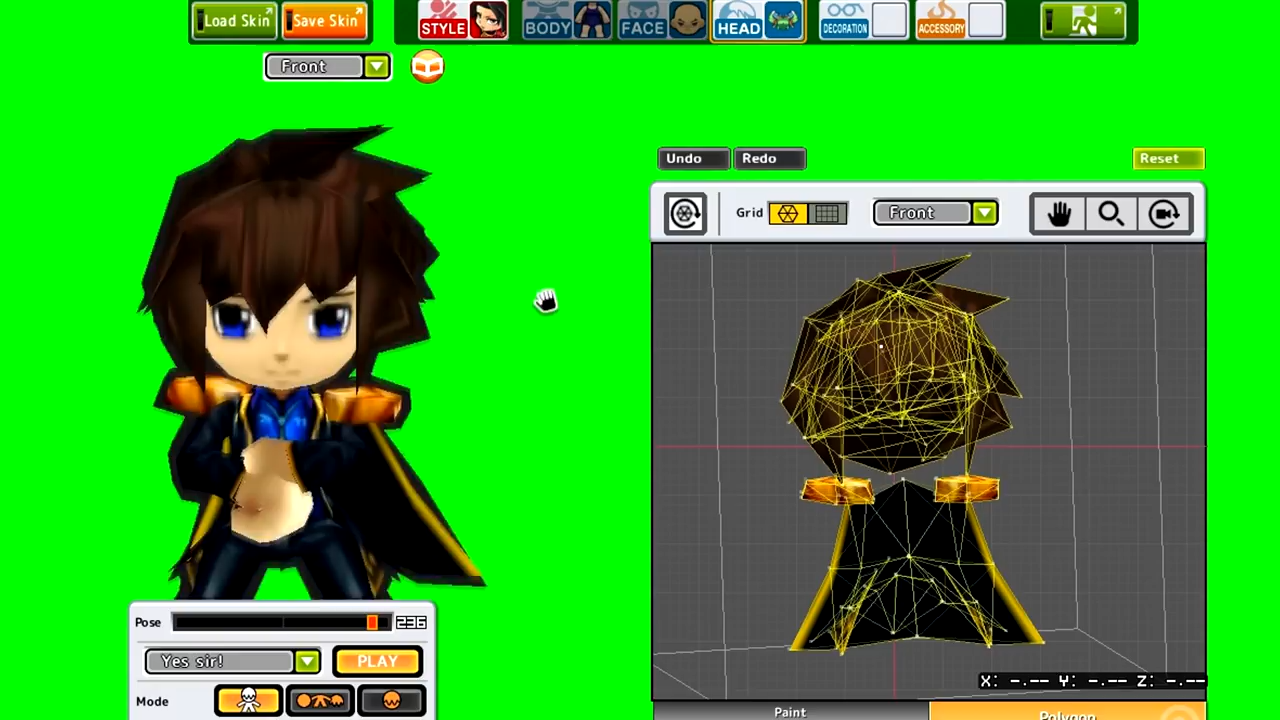 Load Skin
Save Skin
STYLE
BODY
FACE
HEAD
DECORATION
ACCESSORY
Front
Undo
Redo
Reset
Grid
Front
Pose
236
Yes sir!
PLAY
Mode
X: -.-- Y: -.-- Z: -.--
Paint
Polygon